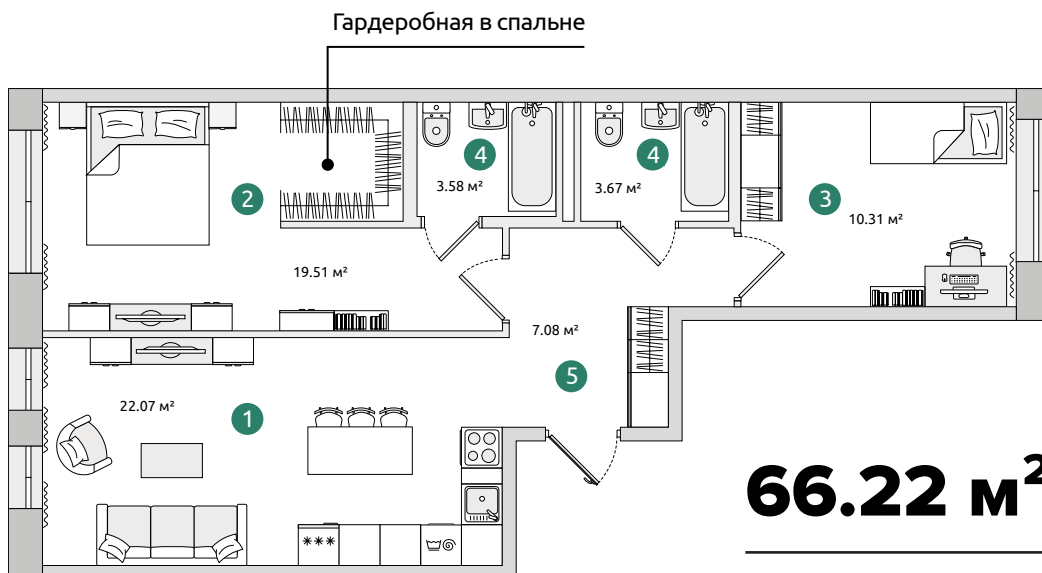 Гардеробная в спальне
4
4
3.58 м²
3.67 м²
2
3
10.31 м²
19.51 м²
7.08 м²
5
22.07 м²
1
66.22 м²
***